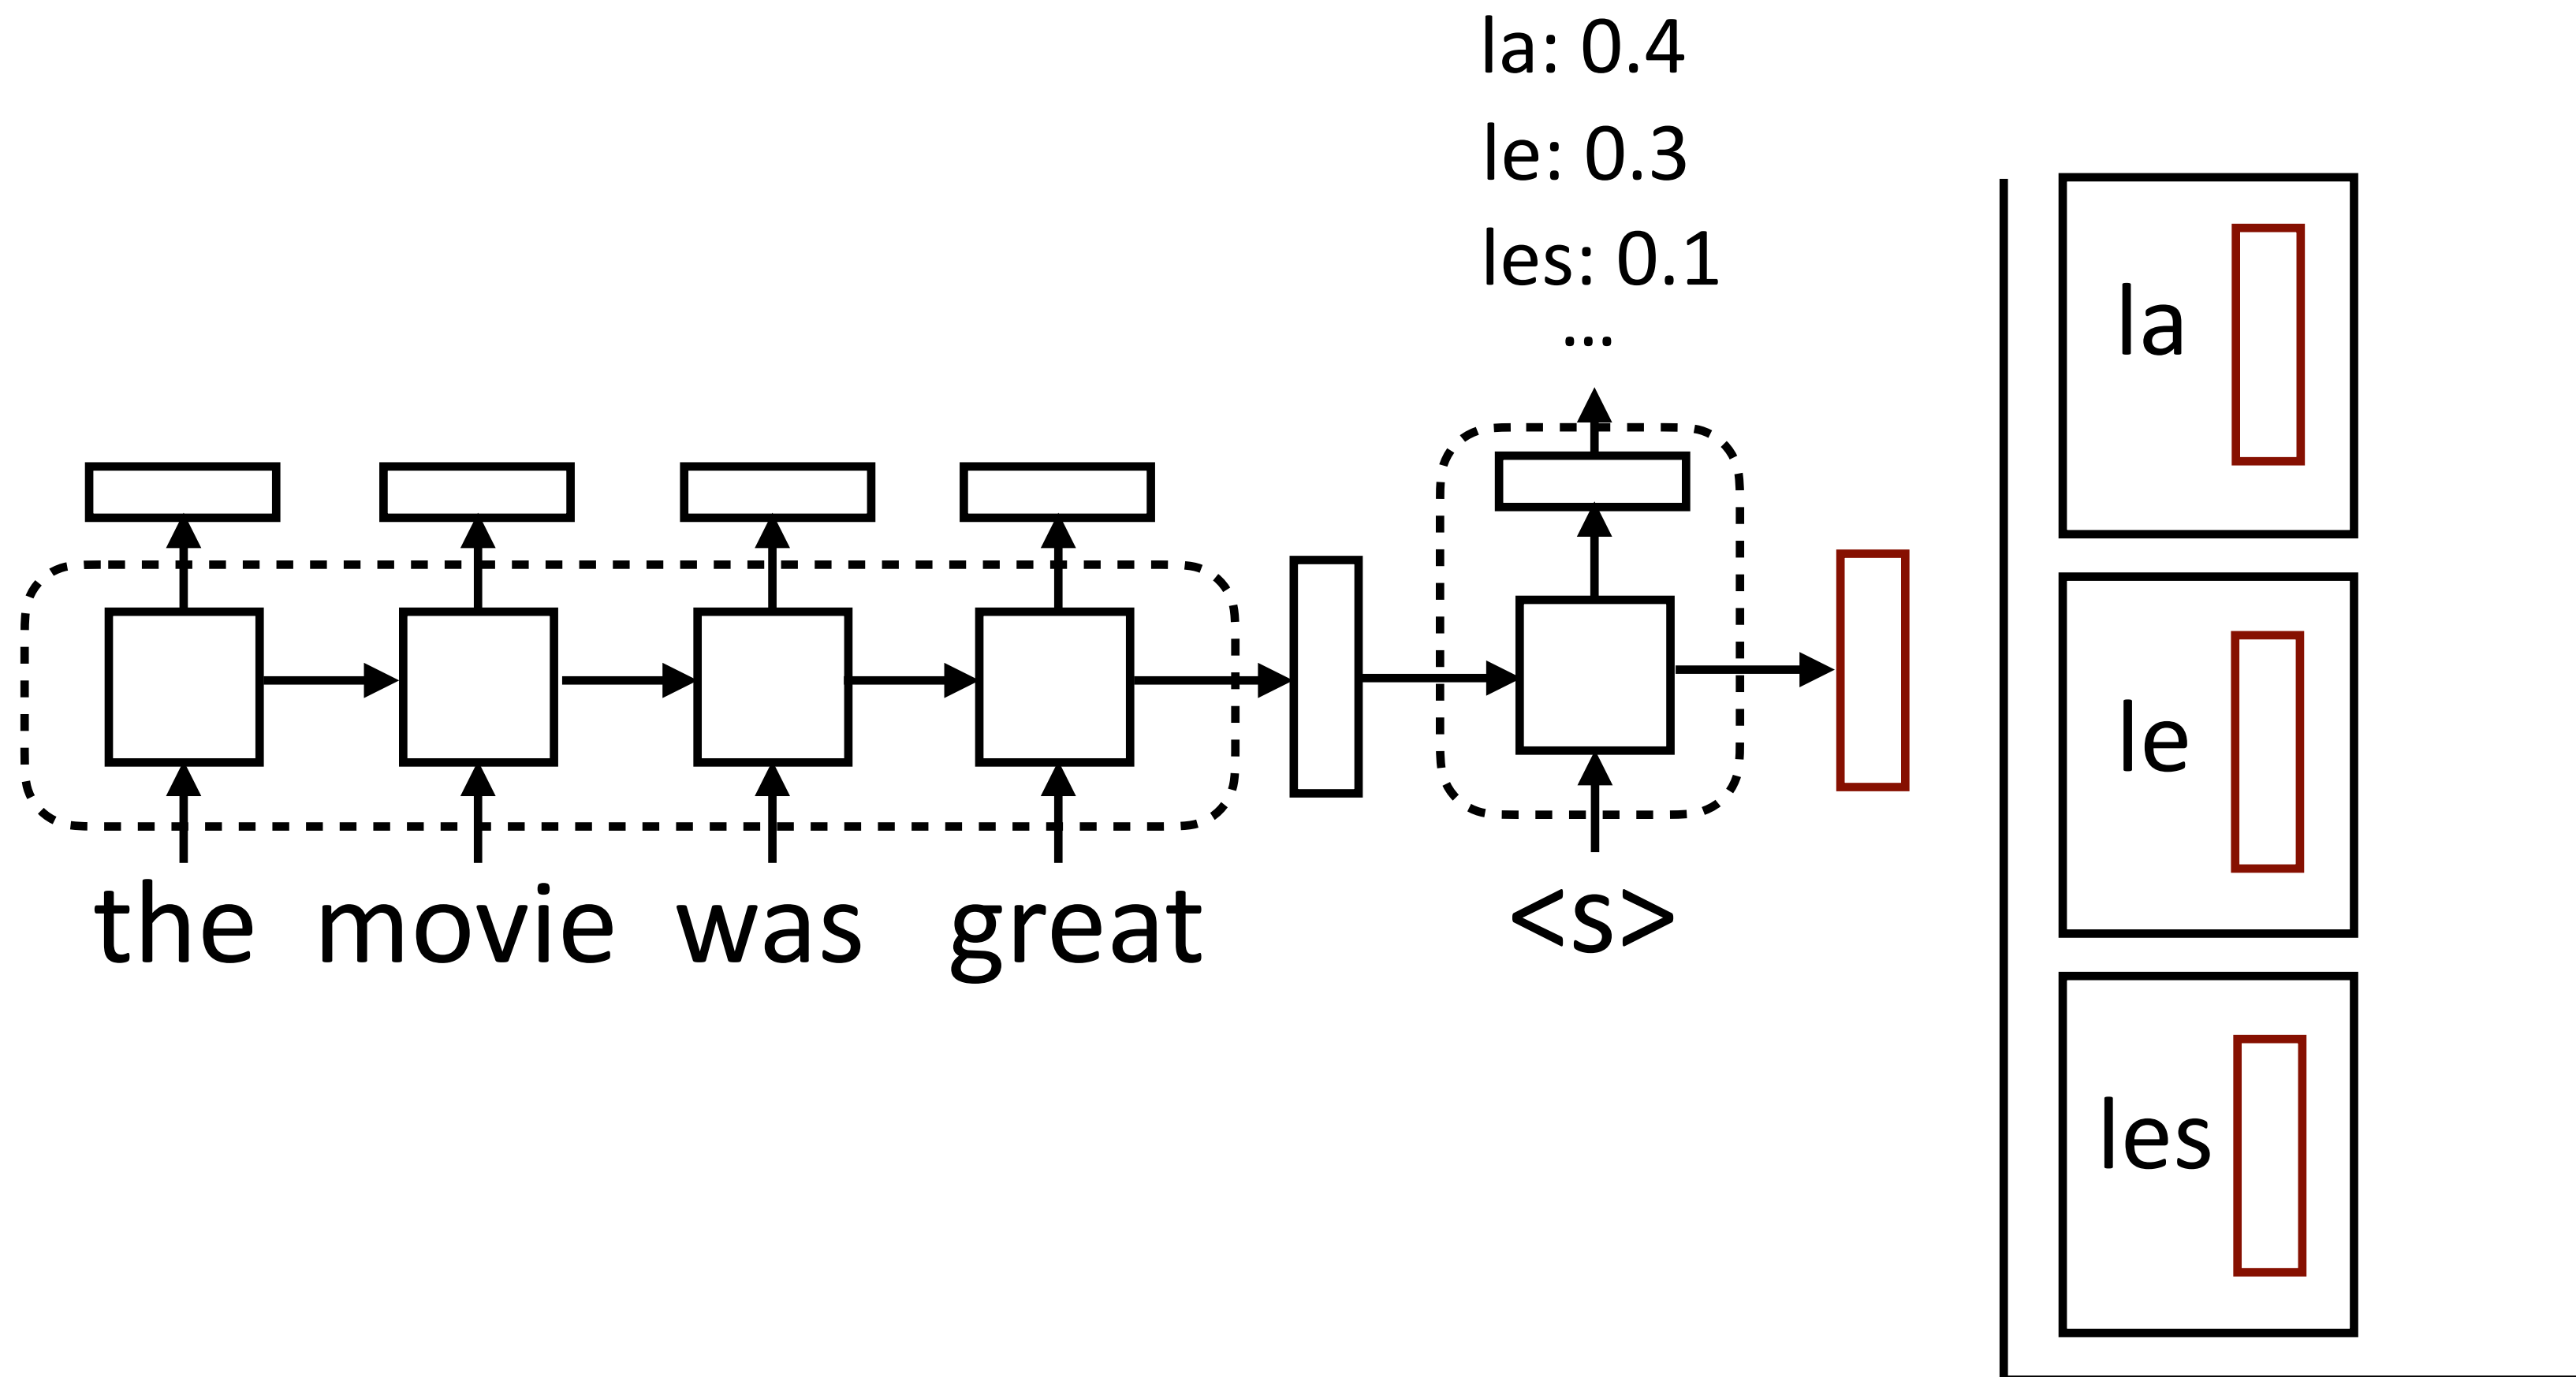 la: 0.4
le: 0.3
les: 0.1
...
the movie was great
<s>
la
le
les